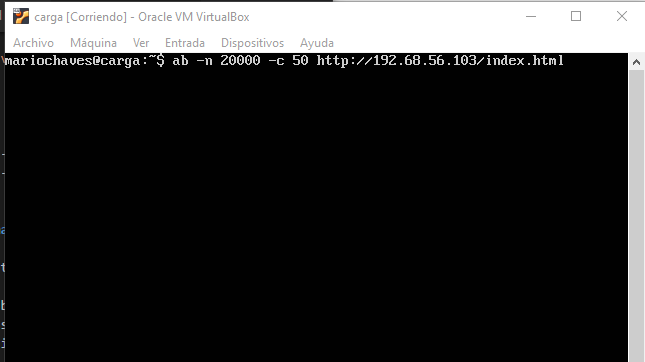 carga [Corriendo] - Oracle VM VirtualBox
Archivo Máquina Ver Entrada Dispositivos Ayuda
mariochaves@carga:~$ ab -n 20000 -c 50 http://192.68.56.103/index.html